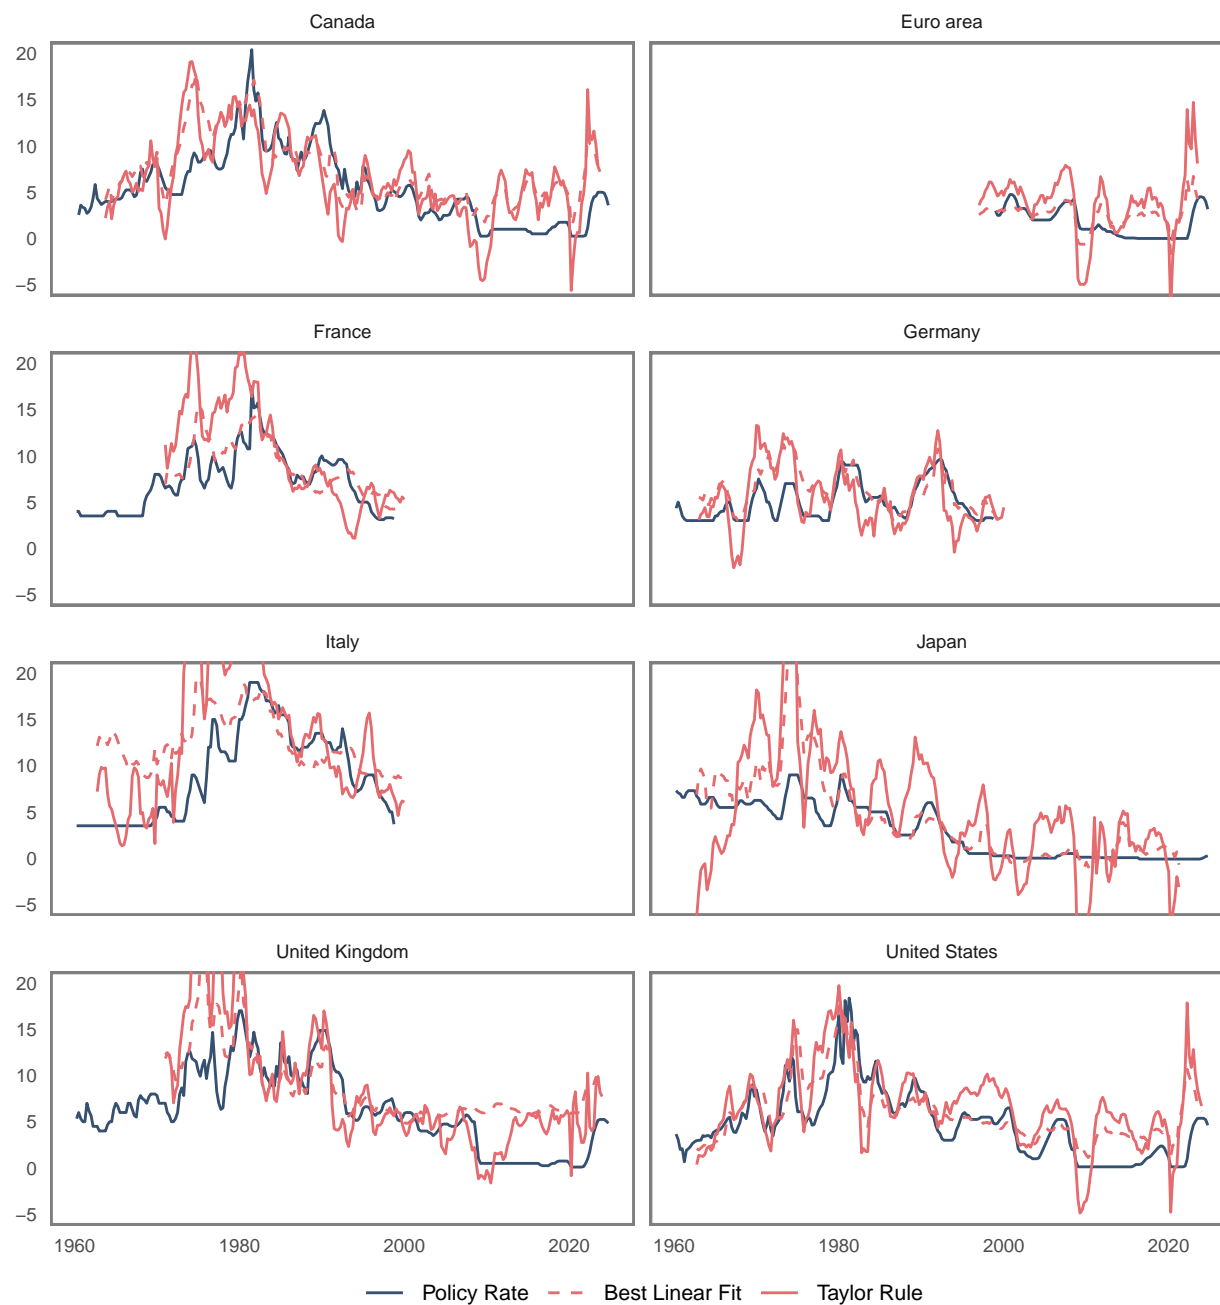 Canada
Euro area
20
15
10
5
0
−5
France
Germany
20
15
10
5
0
−5
Italy
Japan
20
15
10
5
0
−5
United Kingdom
United States
20
15
10
5
0
−5
1960 1980 2000 2020 1960 1980 2000 2020
Policy Rate Best Linear Fit Taylor Rule